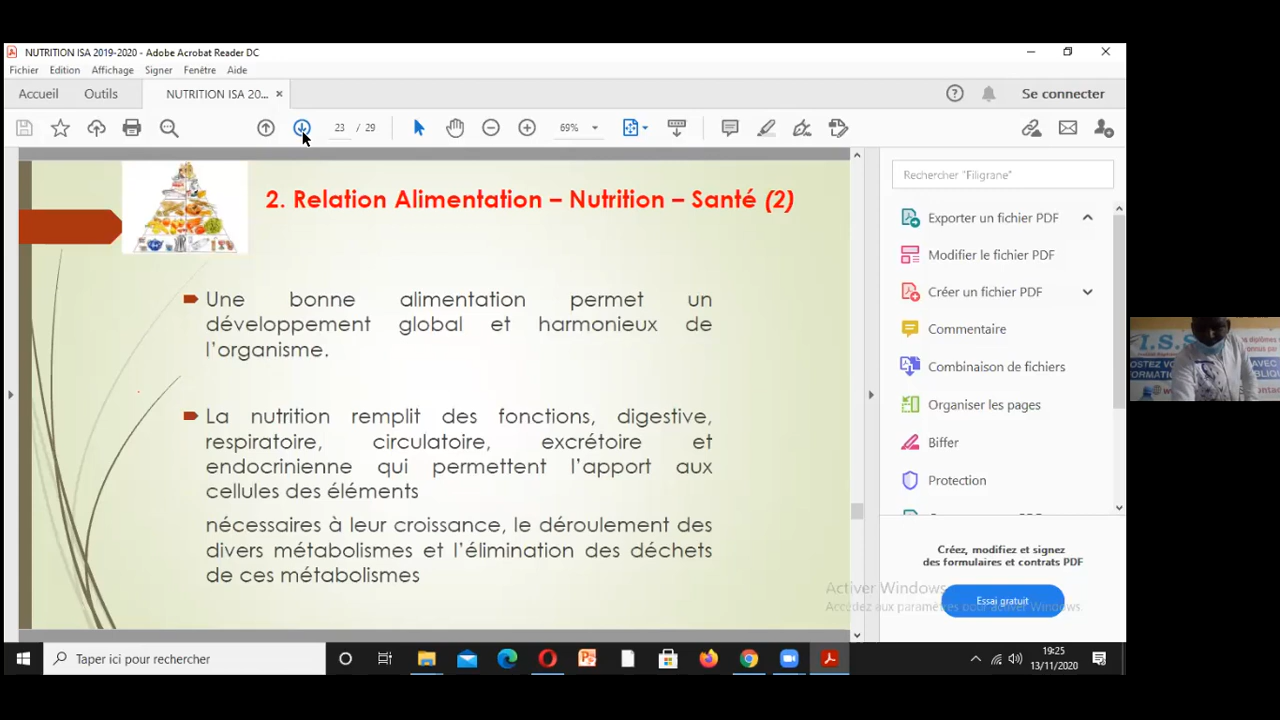 NUTRITION ISA 2019-2020 - Adobe Acrobat Reader DC
Fichier Edition Affichage Signer Fenêtre Aide
Accueil Outils NUTRITION ISA 20... × Se connecter
23 / 29 69%
2. Relation Alimentation – Nutrition – Santé (2)
Une bonne alimentation permet un
développement global et harmonieux de
l'organisme.
La nutrition remplit des fonctions, digestive,
respiratoire, circulatoire, excrétoire et
endocrinienne qui permettent l'apport aux
cellules des éléments
nécessaires à leur croissance, le déroulement des
divers métabolismes et l'élimination des déchets
de ces métabolismes
Rechercher "Filigrane"
Exporter un fichier PDF
Modifier le fichier PDF
Créer un fichier PDF
Commentaire
Combinaison de fichiers
Organiser les pages
Biffer
Protection
Créez, modifiez et signez
des formulaires et contrats PDF
Essai gratuit
Activer Windows
Accédez aux paramètres pour activer Windows.
I.S.S
Taper ici pour rechercher
19:25
13/11/2020